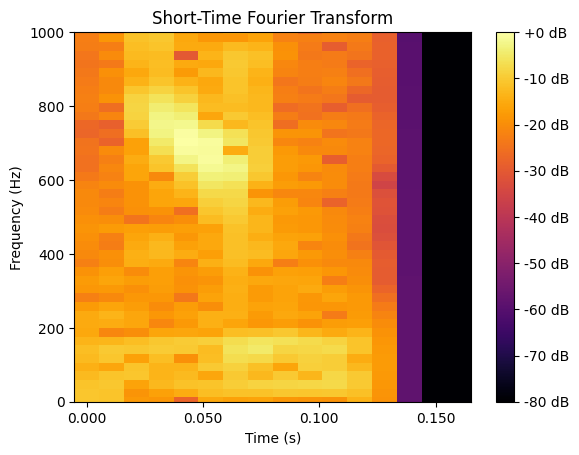 Short-Time Fourier Transform
1000
800
600
400
200
0
Frequency (Hz)
0.000
0.050
0.100
0.150
Time (s)
+0 dB
-10 dB
-20 dB
-30 dB
-40 dB
-50 dB
-60 dB
-70 dB
-80 dB